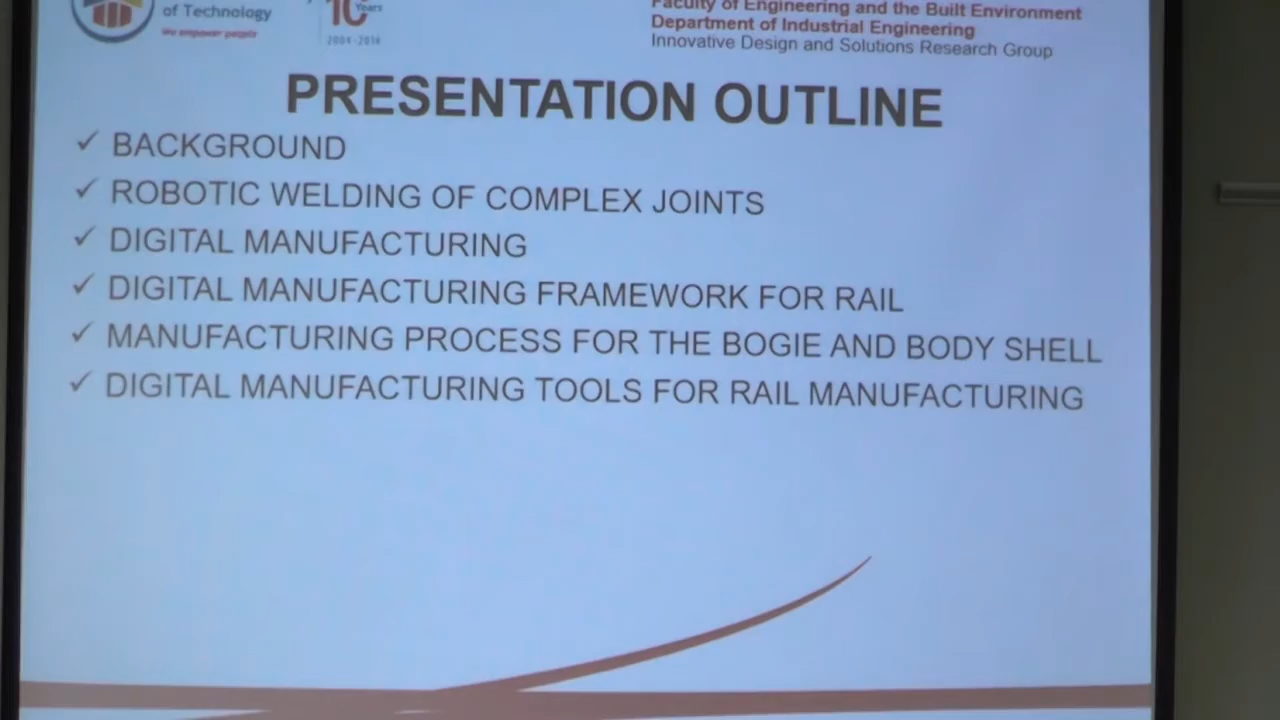 of Technology
We empower people
10 Years
2004-2014
Faculty of Engineering and the Built Environment
Department of Industrial Engineering
Innovative Design and Solutions Research Group
PRESENTATION OUTLINE
✓ BACKGROUND
✓ ROBOTIC WELDING OF COMPLEX JOINTS
✓ DIGITAL MANUFACTURING
✓ DIGITAL MANUFACTURING FRAMEWORK FOR RAIL
✓ MANUFACTURING PROCESS FOR THE BOGIE AND BODY SHELL
✓ DIGITAL MANUFACTURING TOOLS FOR RAIL MANUFACTURING